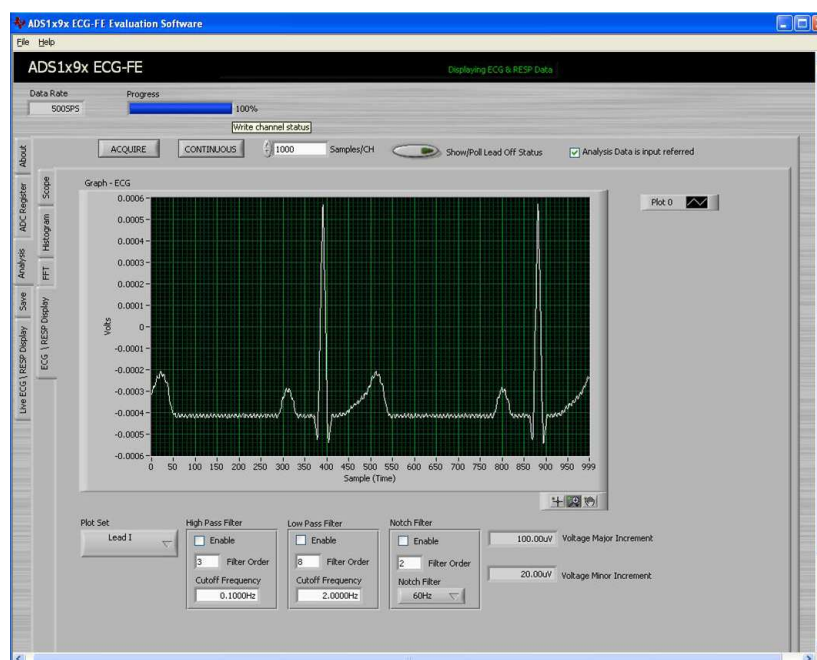 ADS1x9x ECG-FE Evaluation Software
File Help
ADS1x9x ECG-FE
Displaying ECG & RESP Data
Data Rate
500SPS
Progress
100%
Write channel status
ACQUIRE
CONTINUOUS
1000
Samples/CH
Show/Poll Lead Off Status
Analysis Data is input referred
About
ADC Register
Analysis
Save
Live ECG \ RESP Display
Scope
Histogram
FFT
ECG \ RESP Display
Graph - ECG
Plot 0
Volts
0.0006
0.0005
0.0004
0.0003
0.0002
0.0001
0
-0.0001
-0.0002
-0.0003
-0.0004
-0.0005
-0.0006
0 50 100 150 200 250 300 350 400 450 500 550 600 650 700 750 800 850 900 950 999
Sample (Time)
Plot Set
Lead I
High Pass Filter
Enable
3 Filter Order
Cutoff Frequency
0.1000Hz
Low Pass Filter
Enable
8 Filter Order
Cutoff Frequency
2.0000Hz
Notch Filter
Enable
2 Filter Order
Notch Filter
60Hz
100.00uV Voltage Major Increment
20.00uV Voltage Minor Increment